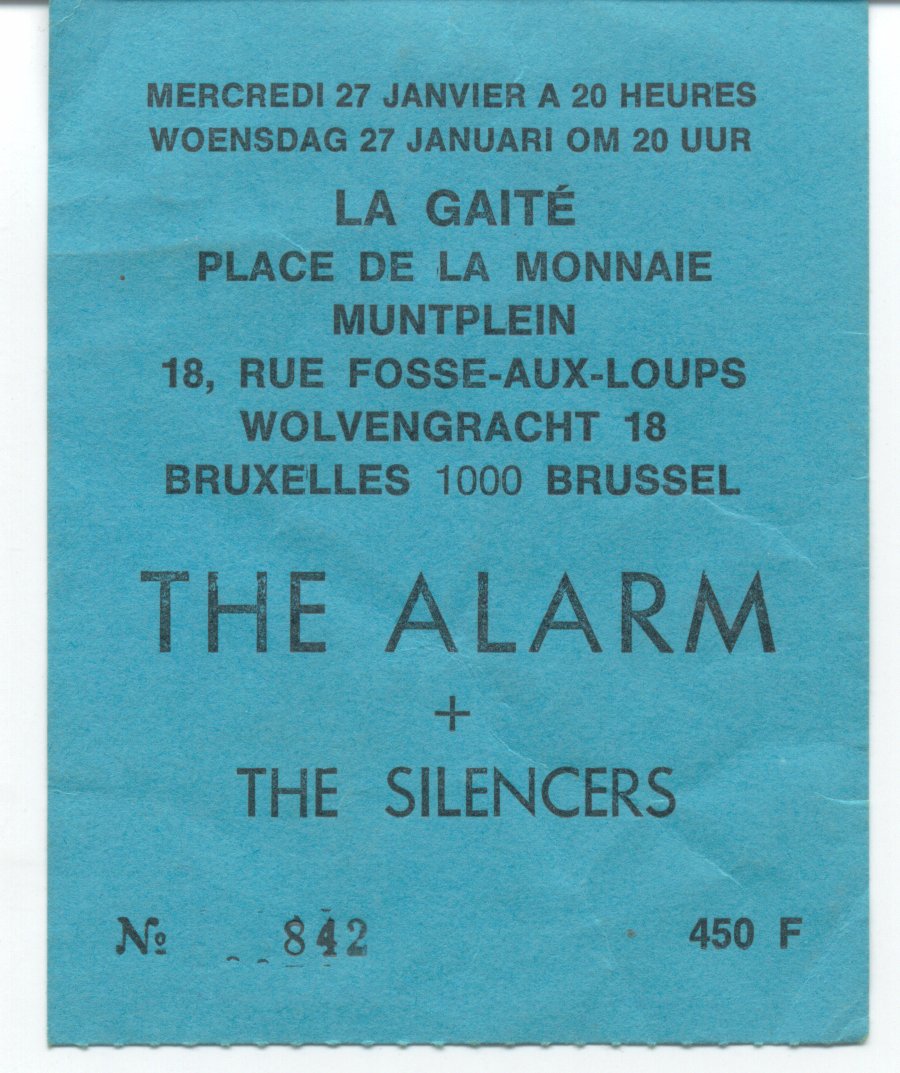 MERCREDI 27 JANVIER A 20 HEURES
WOENSDAG 27 JANUARI OM 20 UUR
LA GAITÉ
PLACE DE LA MONNAIE
MUNTPLEIN
18, RUE FOSSE-AUX-LOUPS
WOLVENGRACHT 18
BRUXELLES 1000 BRUSSEL
THE ALARM
+
THE SILENCERS
№ 842 450 F